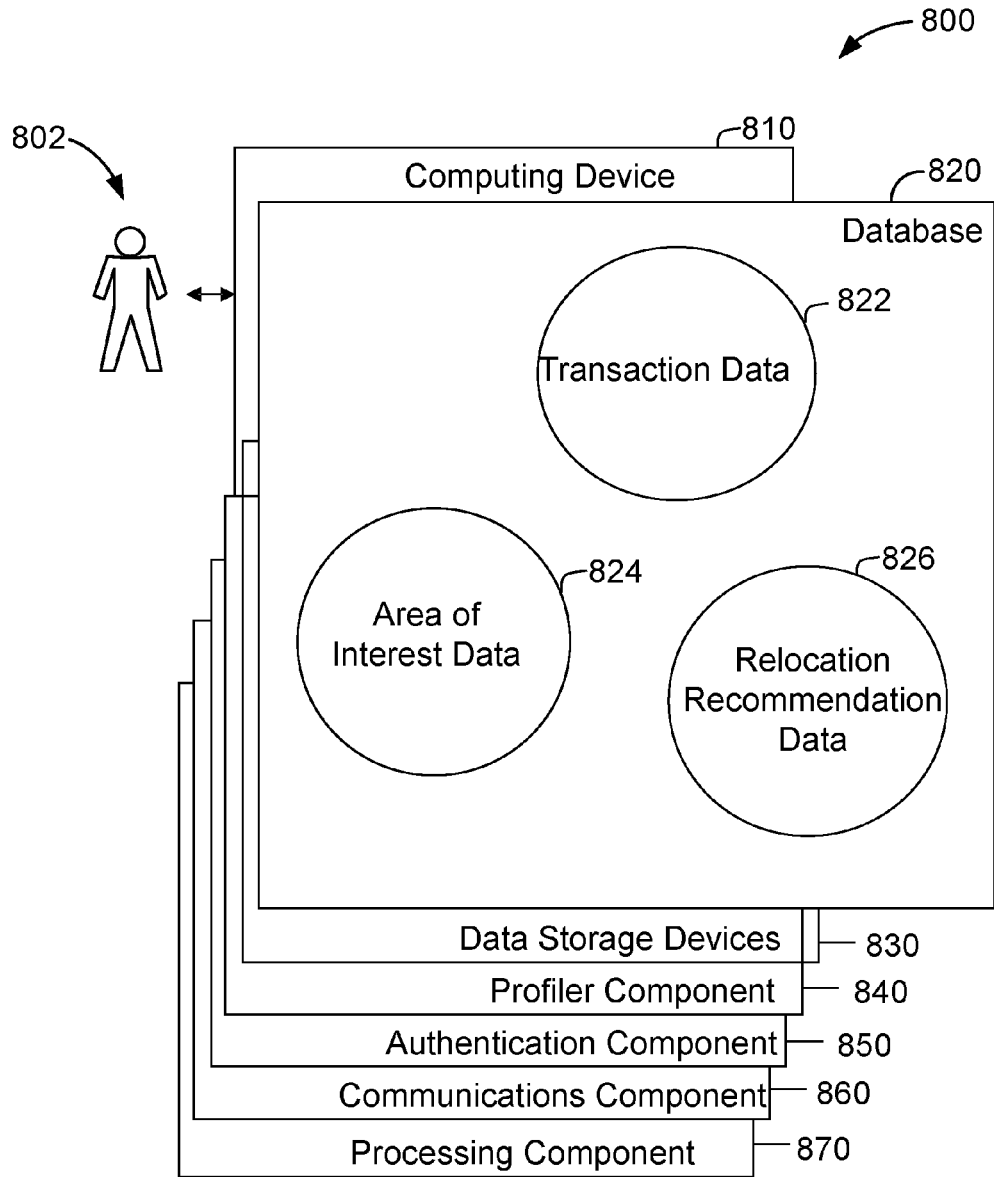 800
802
810
Computing Device
820
Database
822
Transaction Data
824
Area of
Interest Data
826
Relocation
Recommendation
Data
Data Storage Devices
830
Profiler Component
840
Authentication Component
850
Communications Component
860
Processing Component
870